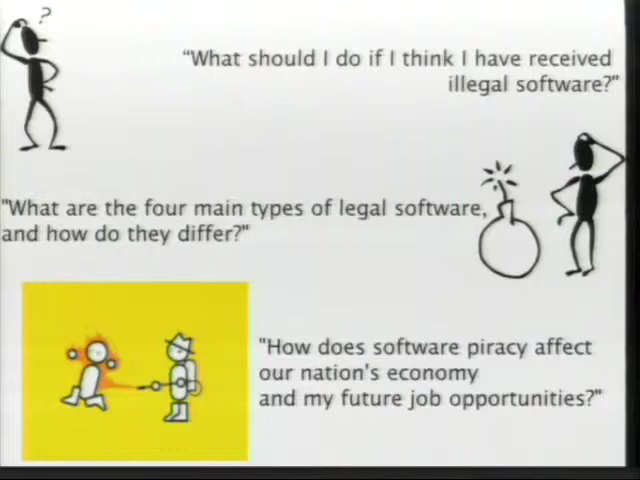 ?
"What should I do if I think I have received
illegal software?"
"What are the four main types of legal software,
and how do they differ?"
"How does software piracy affect
our nation's economy
and my future job opportunities?"